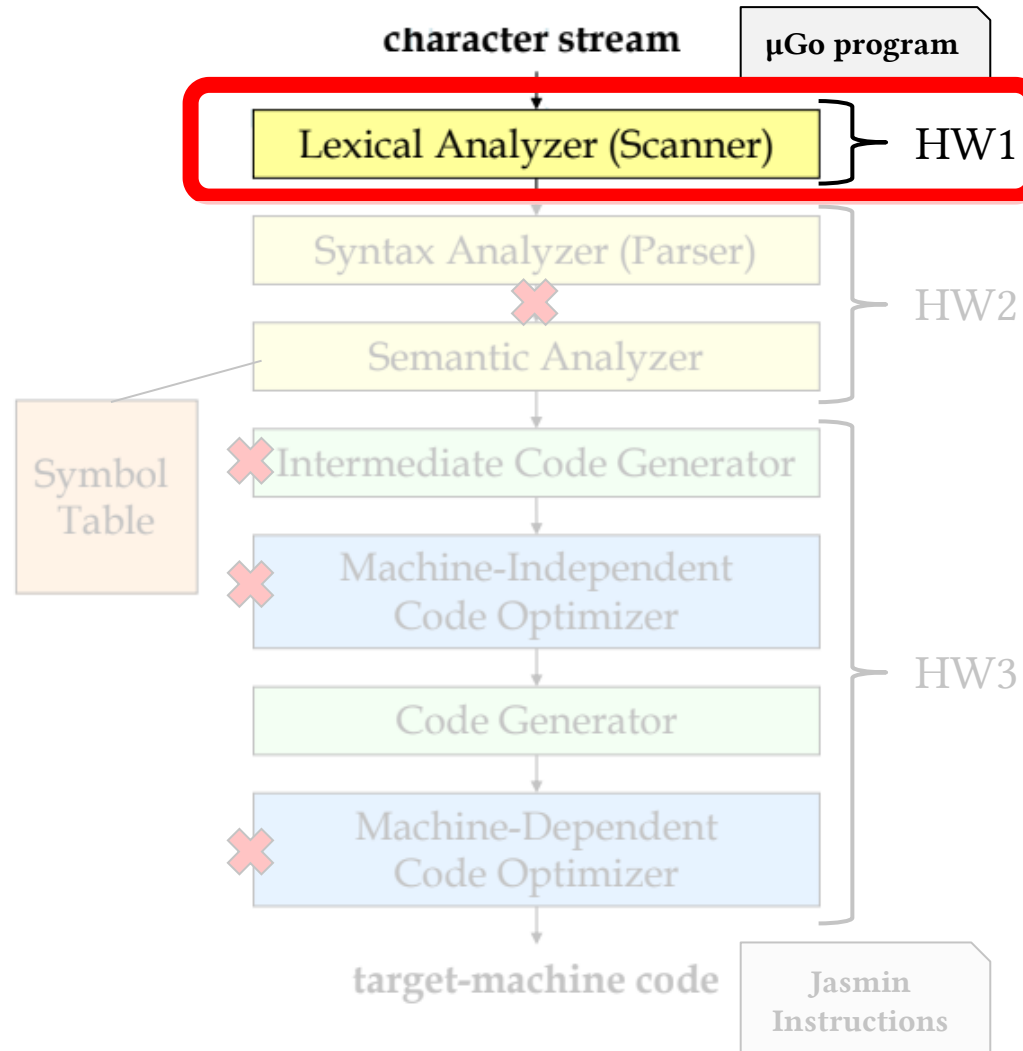 character stream
μGo program
Lexical Analyzer (Scanner)
HW1
Syntax Analyzer (Parser)
HW2
Semantic Analyzer
Symbol
Table
Intermediate Code Generator
Machine-Independent
Code Optimizer
HW3
Code Generator
Machine-Dependent
Code Optimizer
target-machine code
Jasmin
Instructions